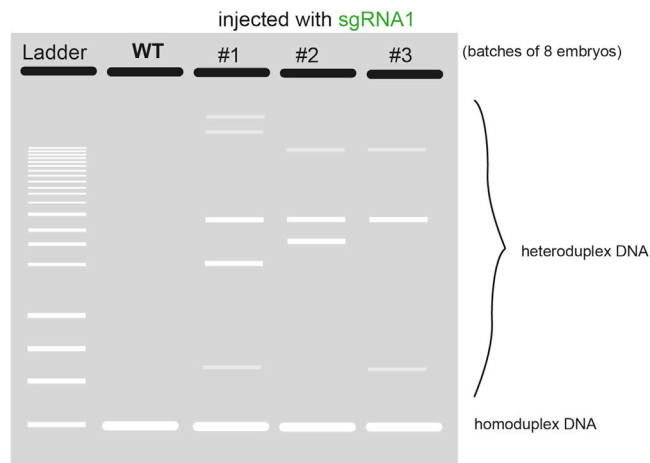 injected with sgRNA1
Ladder WT #1 #2 #3 (batches of 8 embryos)
heteroduplex DNA
homoduplex DNA